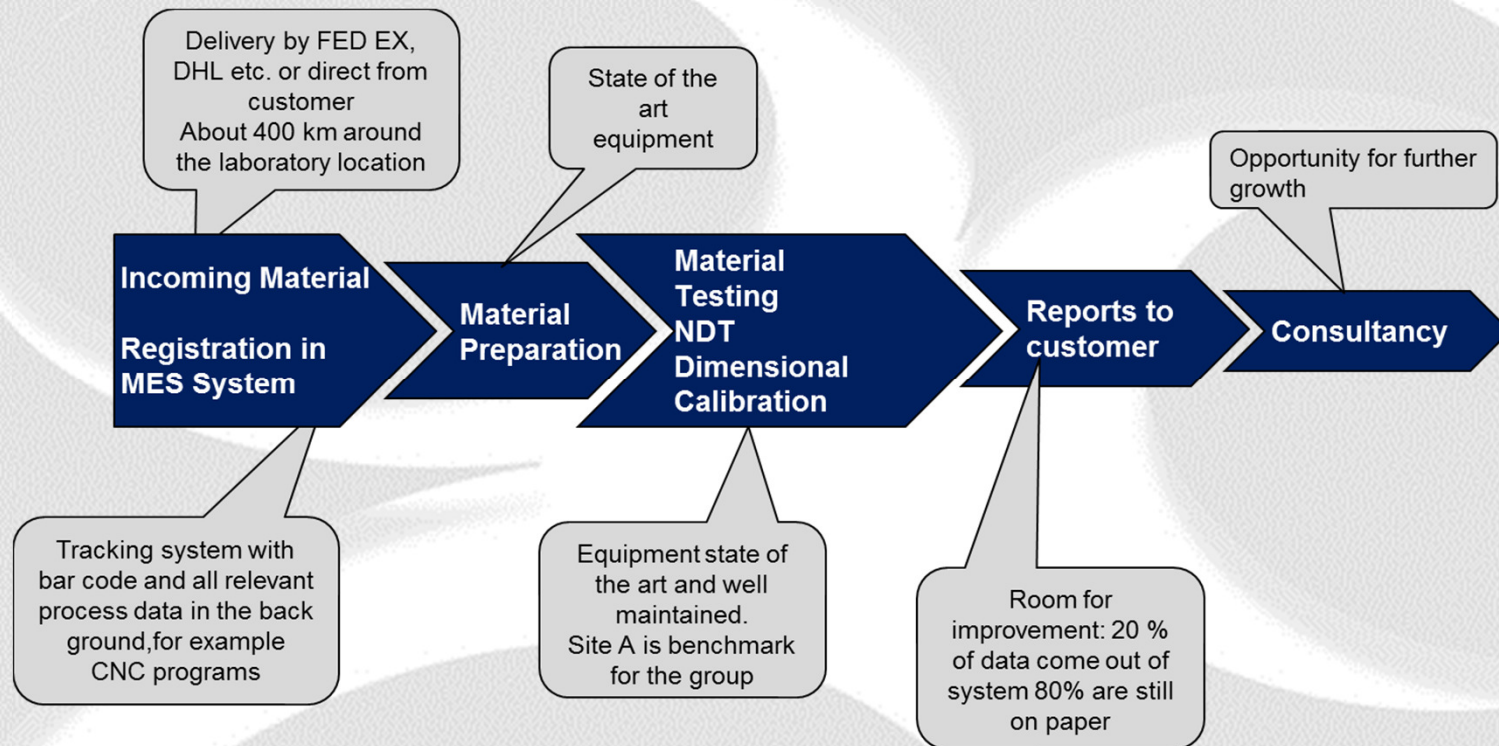 Delivery by FED EX,
DHL etc. or direct from
customer
About 400 km around
the laboratory location
State of the
art
equipment
Opportunity for further
growth
Incoming Material
Registration in
MES System
Material
Preparation
Material
Testing
NDT
Dimensional
Calibration
Reports to
customer
Consultancy
Tracking system with
bar code and all relevant
process data in the back
ground,for example
CNC programs
Equipment state of
the art and well
maintained.
Site A is benchmark
for the group
Room for
improvement: 20 %
of data come out of
system 80% are still
on paper